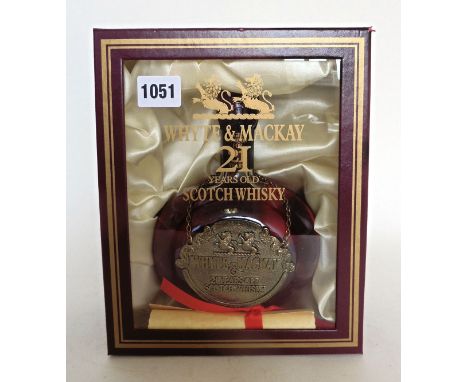 1051
WHYTE & MACKAY
21
YEARS OLD
SCOTCH WHISKY
WHYTE & MACKAY
21 YEARS OLD
SCOTCH WHISKY